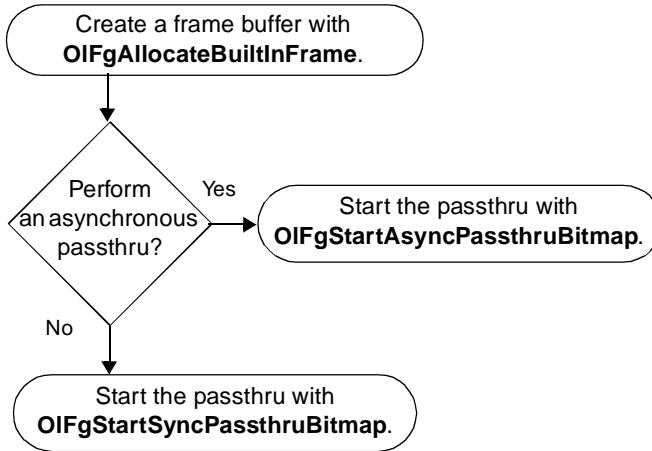 Create a frame buffer with
OlFgAllocateBuiltInFrame.
Perform
an asynchronous
passthru?
Yes
Start the passthru with
OlFgStartAsyncPassthruBitmap.
No
Start the passthru with
OlFgStartSyncPassthruBitmap.